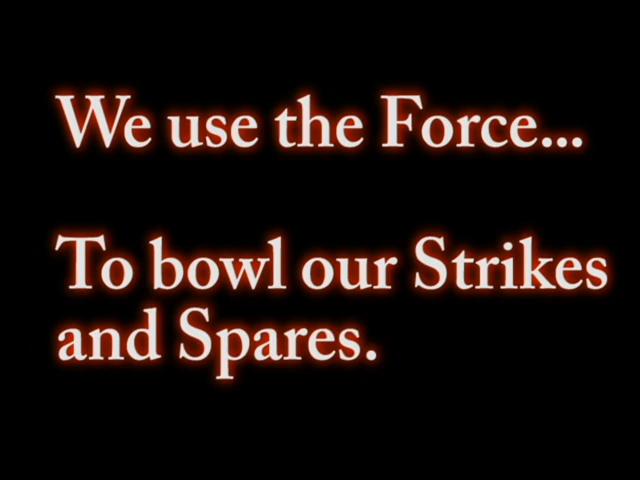 We use the Force...
To bowl our Strikes
and Spares.